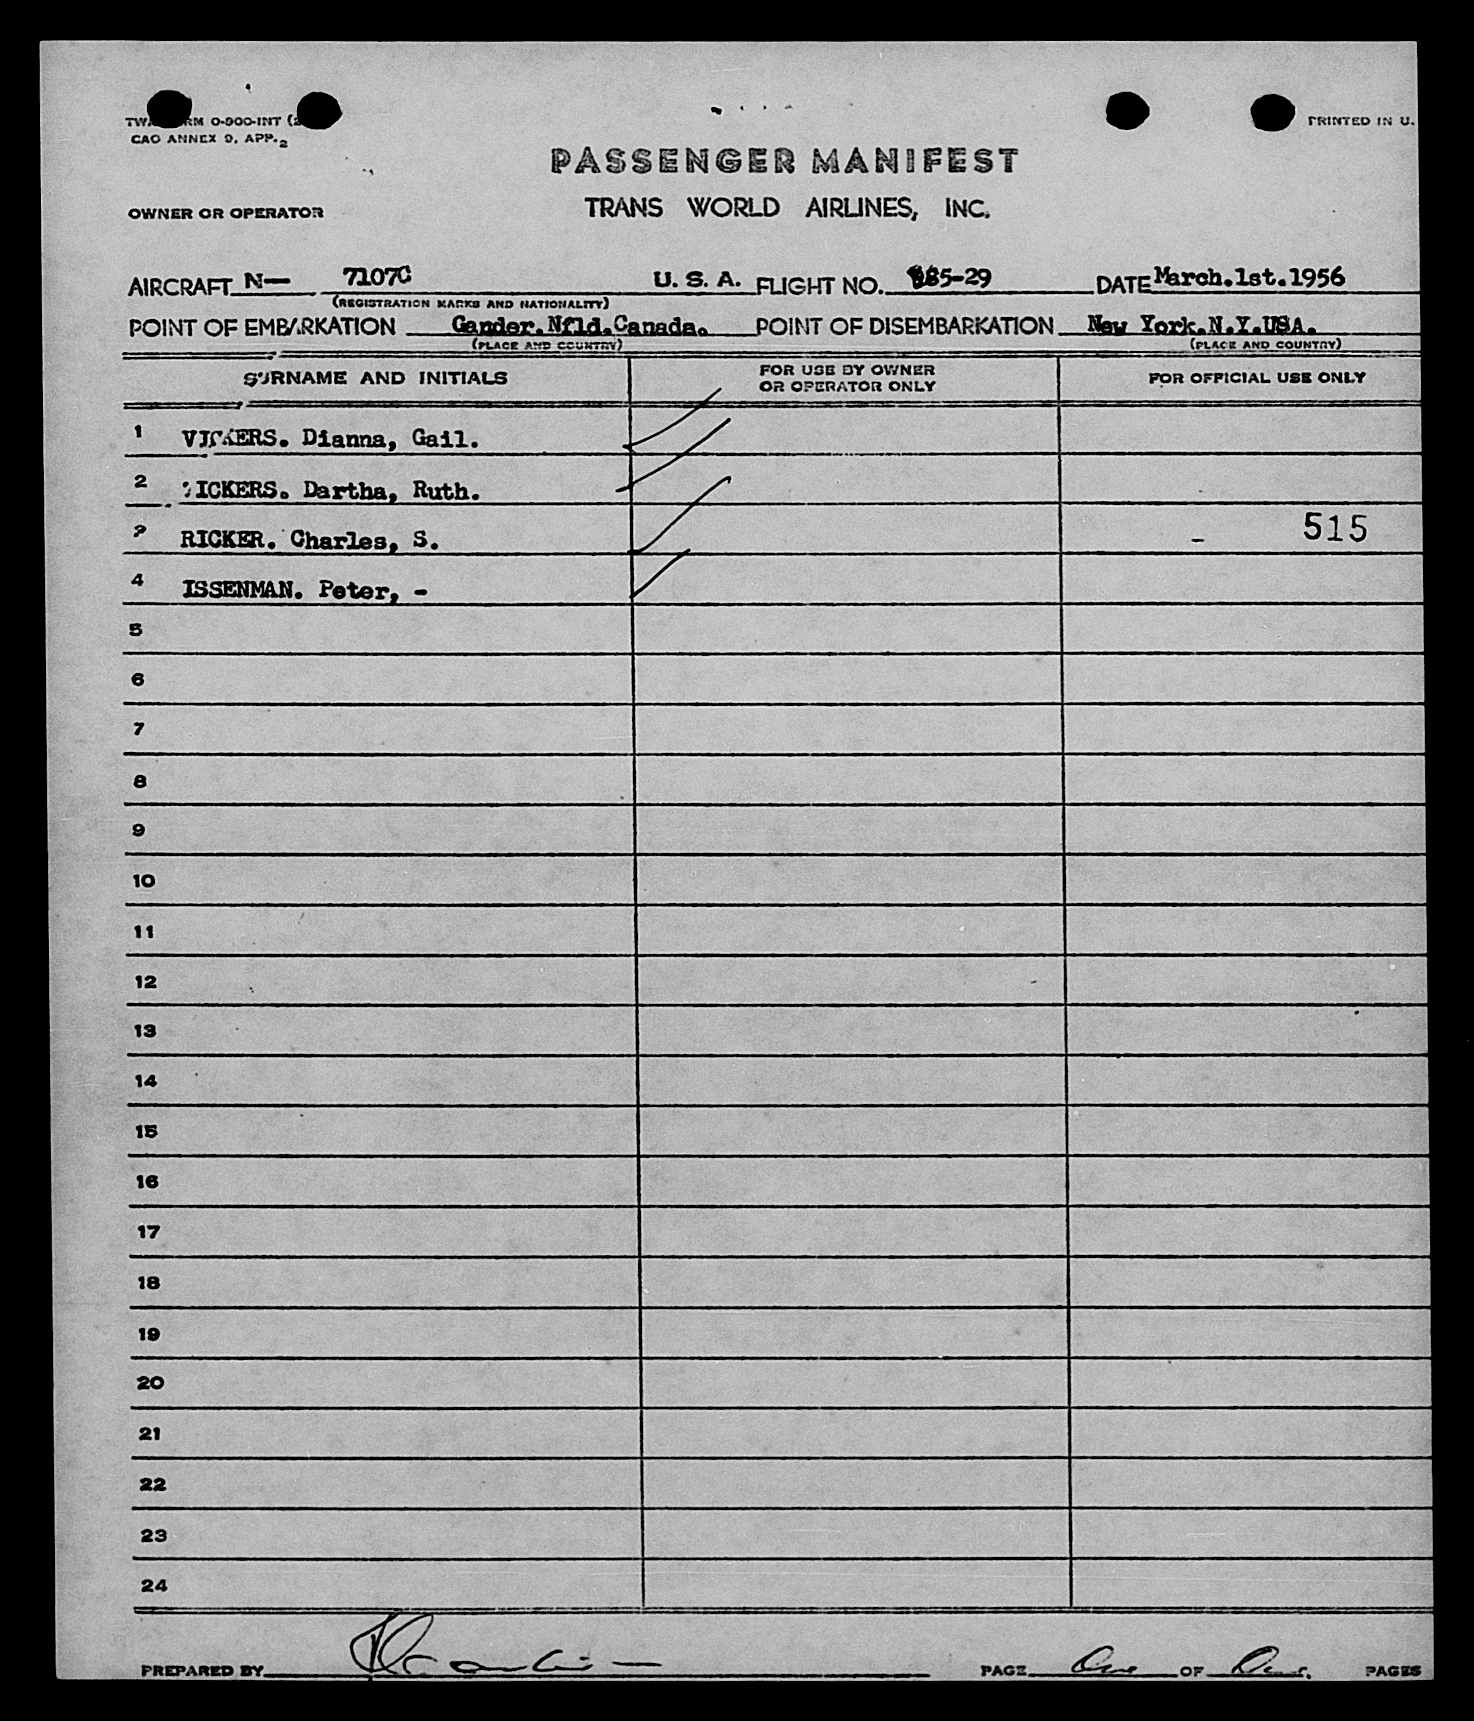 CAO ANNEX 9, APP. 2
PRINTED IN U.
PASSENGER MANIFEST
OWNER OR OPERATOR TRANS WORLD AIRLINES, INC.
AIRCRAFT N— 7107C U. S. A. FLIGHT NO. 885-29 DATE March.1st.1956
(REGISTRATION MARKS AND NATIONALITY)
POINT OF EMBARKATION Gander.Nfld.Canada. POINT OF DISEMBARKATION New York.N.Y.USA.
(PLACE AND COUNTRY) (PLACE AND COUNTRY)
SURNAME AND INITIALS FOR USE BY OWNER OR OPERATOR ONLY FOR OFFICIAL USE ONLY
1 VICKERS. Dianna, Gail.
2 VICKERS. Dartha, Ruth.
3 RICKER. Charles, S. - 515
4 ISSENMAN. Peter, -
5
6
7
8
9
10
11
12
13
14
15
16
17
18
19
20
21
22
23
24
PREPARED BY PAGE One OF One. PAGES